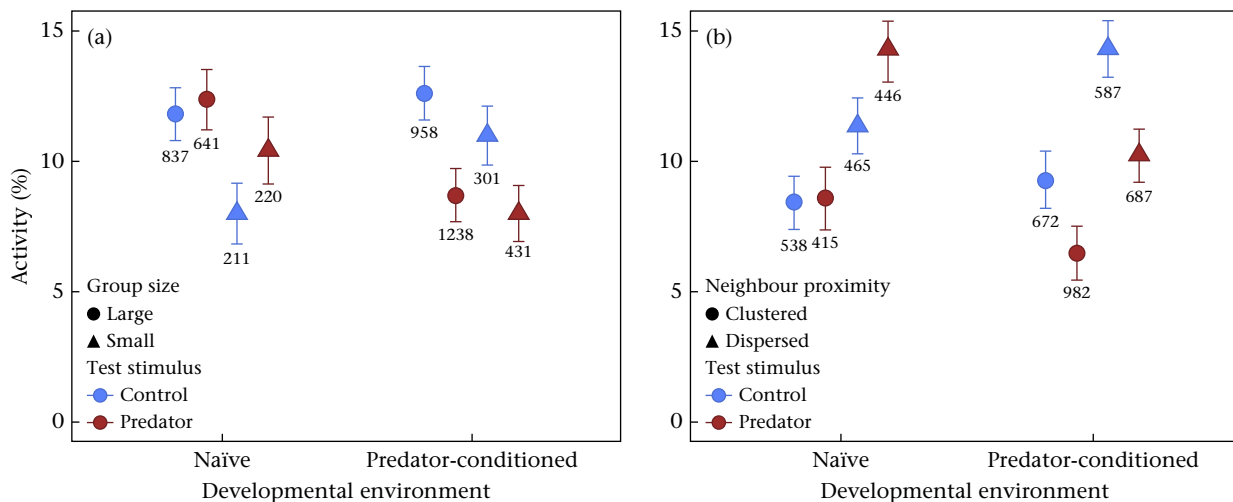 (a)
15
10
5
0
Activity (%)
837
641
211
220
958
1238
301
431
Group size
Large
Small
Test stimulus
Control
Predator
Naïve
Predator-conditioned
Developmental environment
(b)
15
10
5
0
538
415
465
446
672
982
587
687
Neighbour proximity
Clustered
Dispersed
Test stimulus
Control
Predator
Naïve
Predator-conditioned
Developmental environment